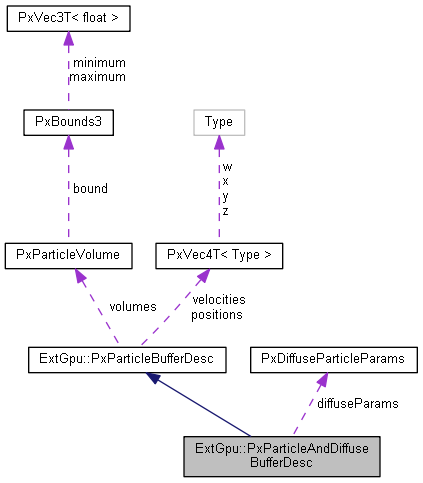 PxVec3T< float >
minimum
maximum
PxBounds3
Type
bound
w
x
y
z
PxParticleVolume
PxVec4T< Type >
volumes
velocities
positions
ExtGpu::PxParticleBufferDesc
PxDiffuseParticleParams
diffuseParams
ExtGpu::PxParticleAndDiffuse
BufferDesc